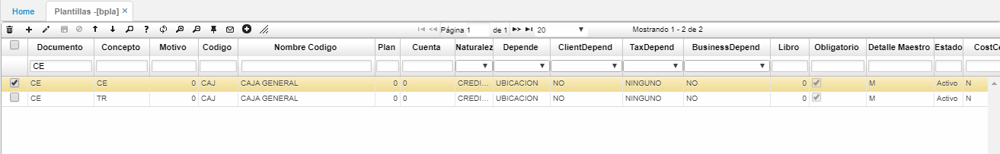 Home Plantillas -[bpla]
Página 1 de 1 20 Mostrando 1 - 2 de 2
Documento Concepto Motivo Codigo Nombre Codigo Plan Cuenta Naturalez Depende ClientDepend TaxDepend BusinessDepend Libro Obligatorio Detalle Maestro Estado CostCe
CE
CE CE 0 CAJ CAJA GENERAL 0 0 CREDI... UBICACION NO NINGUNO NO 0 M Activo N
CE TR 0 CAJ CAJA GENERAL 0 0 CREDI... UBICACION NO NINGUNO NO 0 M Activo N